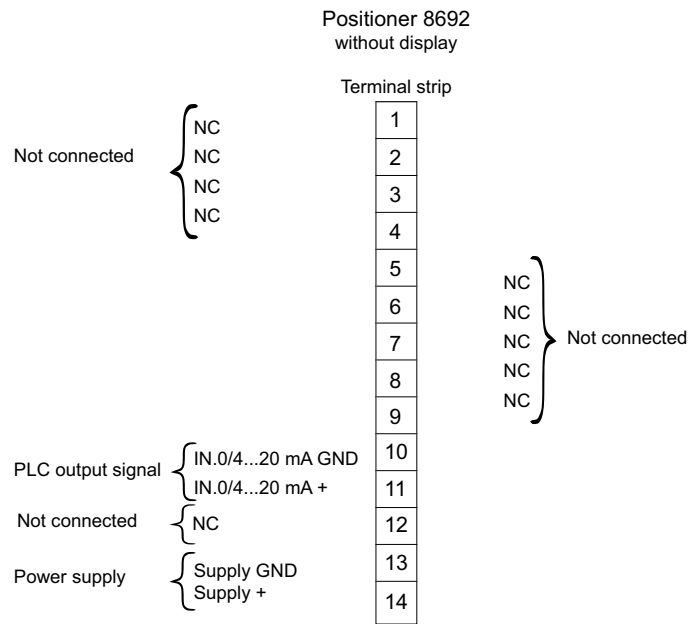 Positioner 8692
without display
Terminal strip
1
NC
Not connected
NC
2
NC
3
NC
4
5
NC
6
NC
7
NC
Not connected
8
NC
9
NC
10
IN.0/4...20 mA GND
PLC output signal
IN.0/4...20 mA +
11
Not connected
NC
12
13
Supply GND
Power supply
Supply +
14